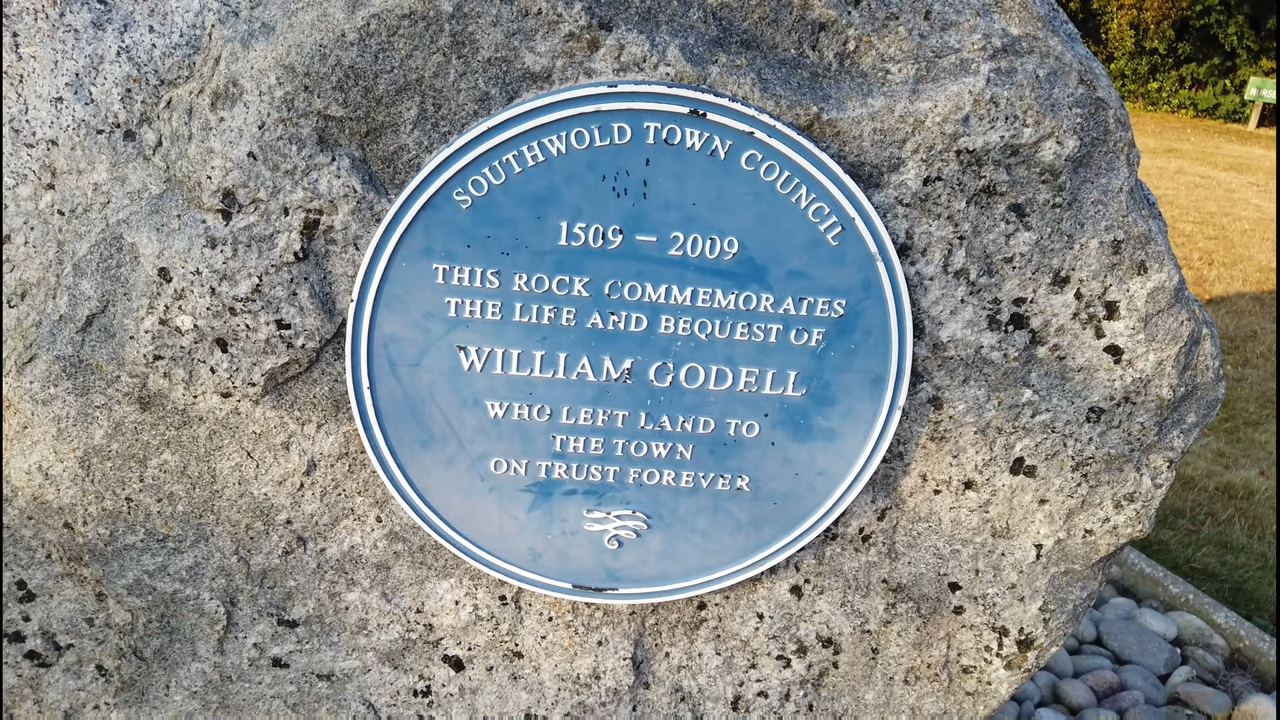 SOUTHWOLD TOWN COUNCIL
1509 – 2009
THIS ROCK COMMEMORATES
THE LIFE AND BEQUEST OF
WILLIAM GODELL
WHO LEFT LAND TO
THE TOWN
ON TRUST FOREVER